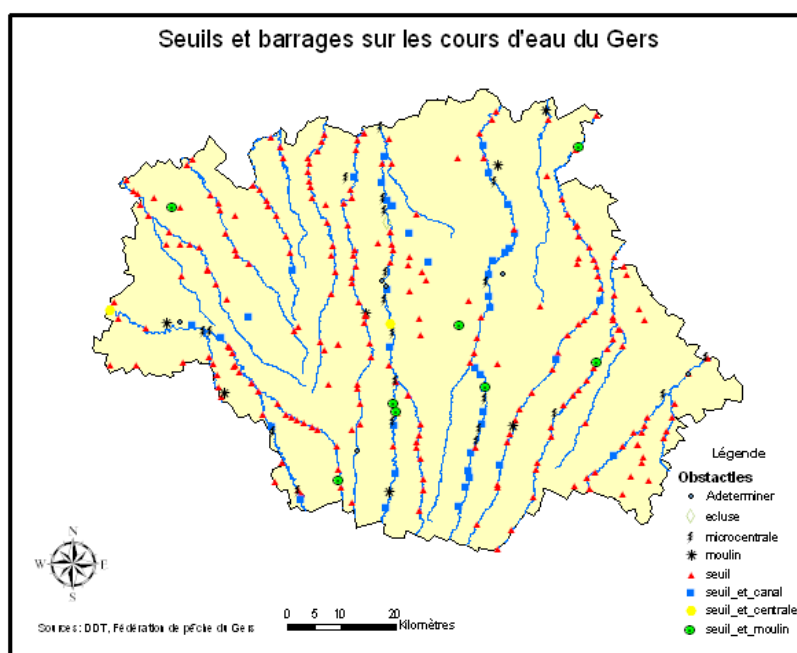 Seuils et barrages sur les cours d'eau du Gers
Légende
Obstactles
Adeterminer
ecluse
microcentrale
moulin
seuil
seuil_et_canal
seuil_et_centrale
seuil_et_moulin
N
W E
S
Sources: DDT, Fédération de pêche du Gers
0 5 10 20
Kilomètres